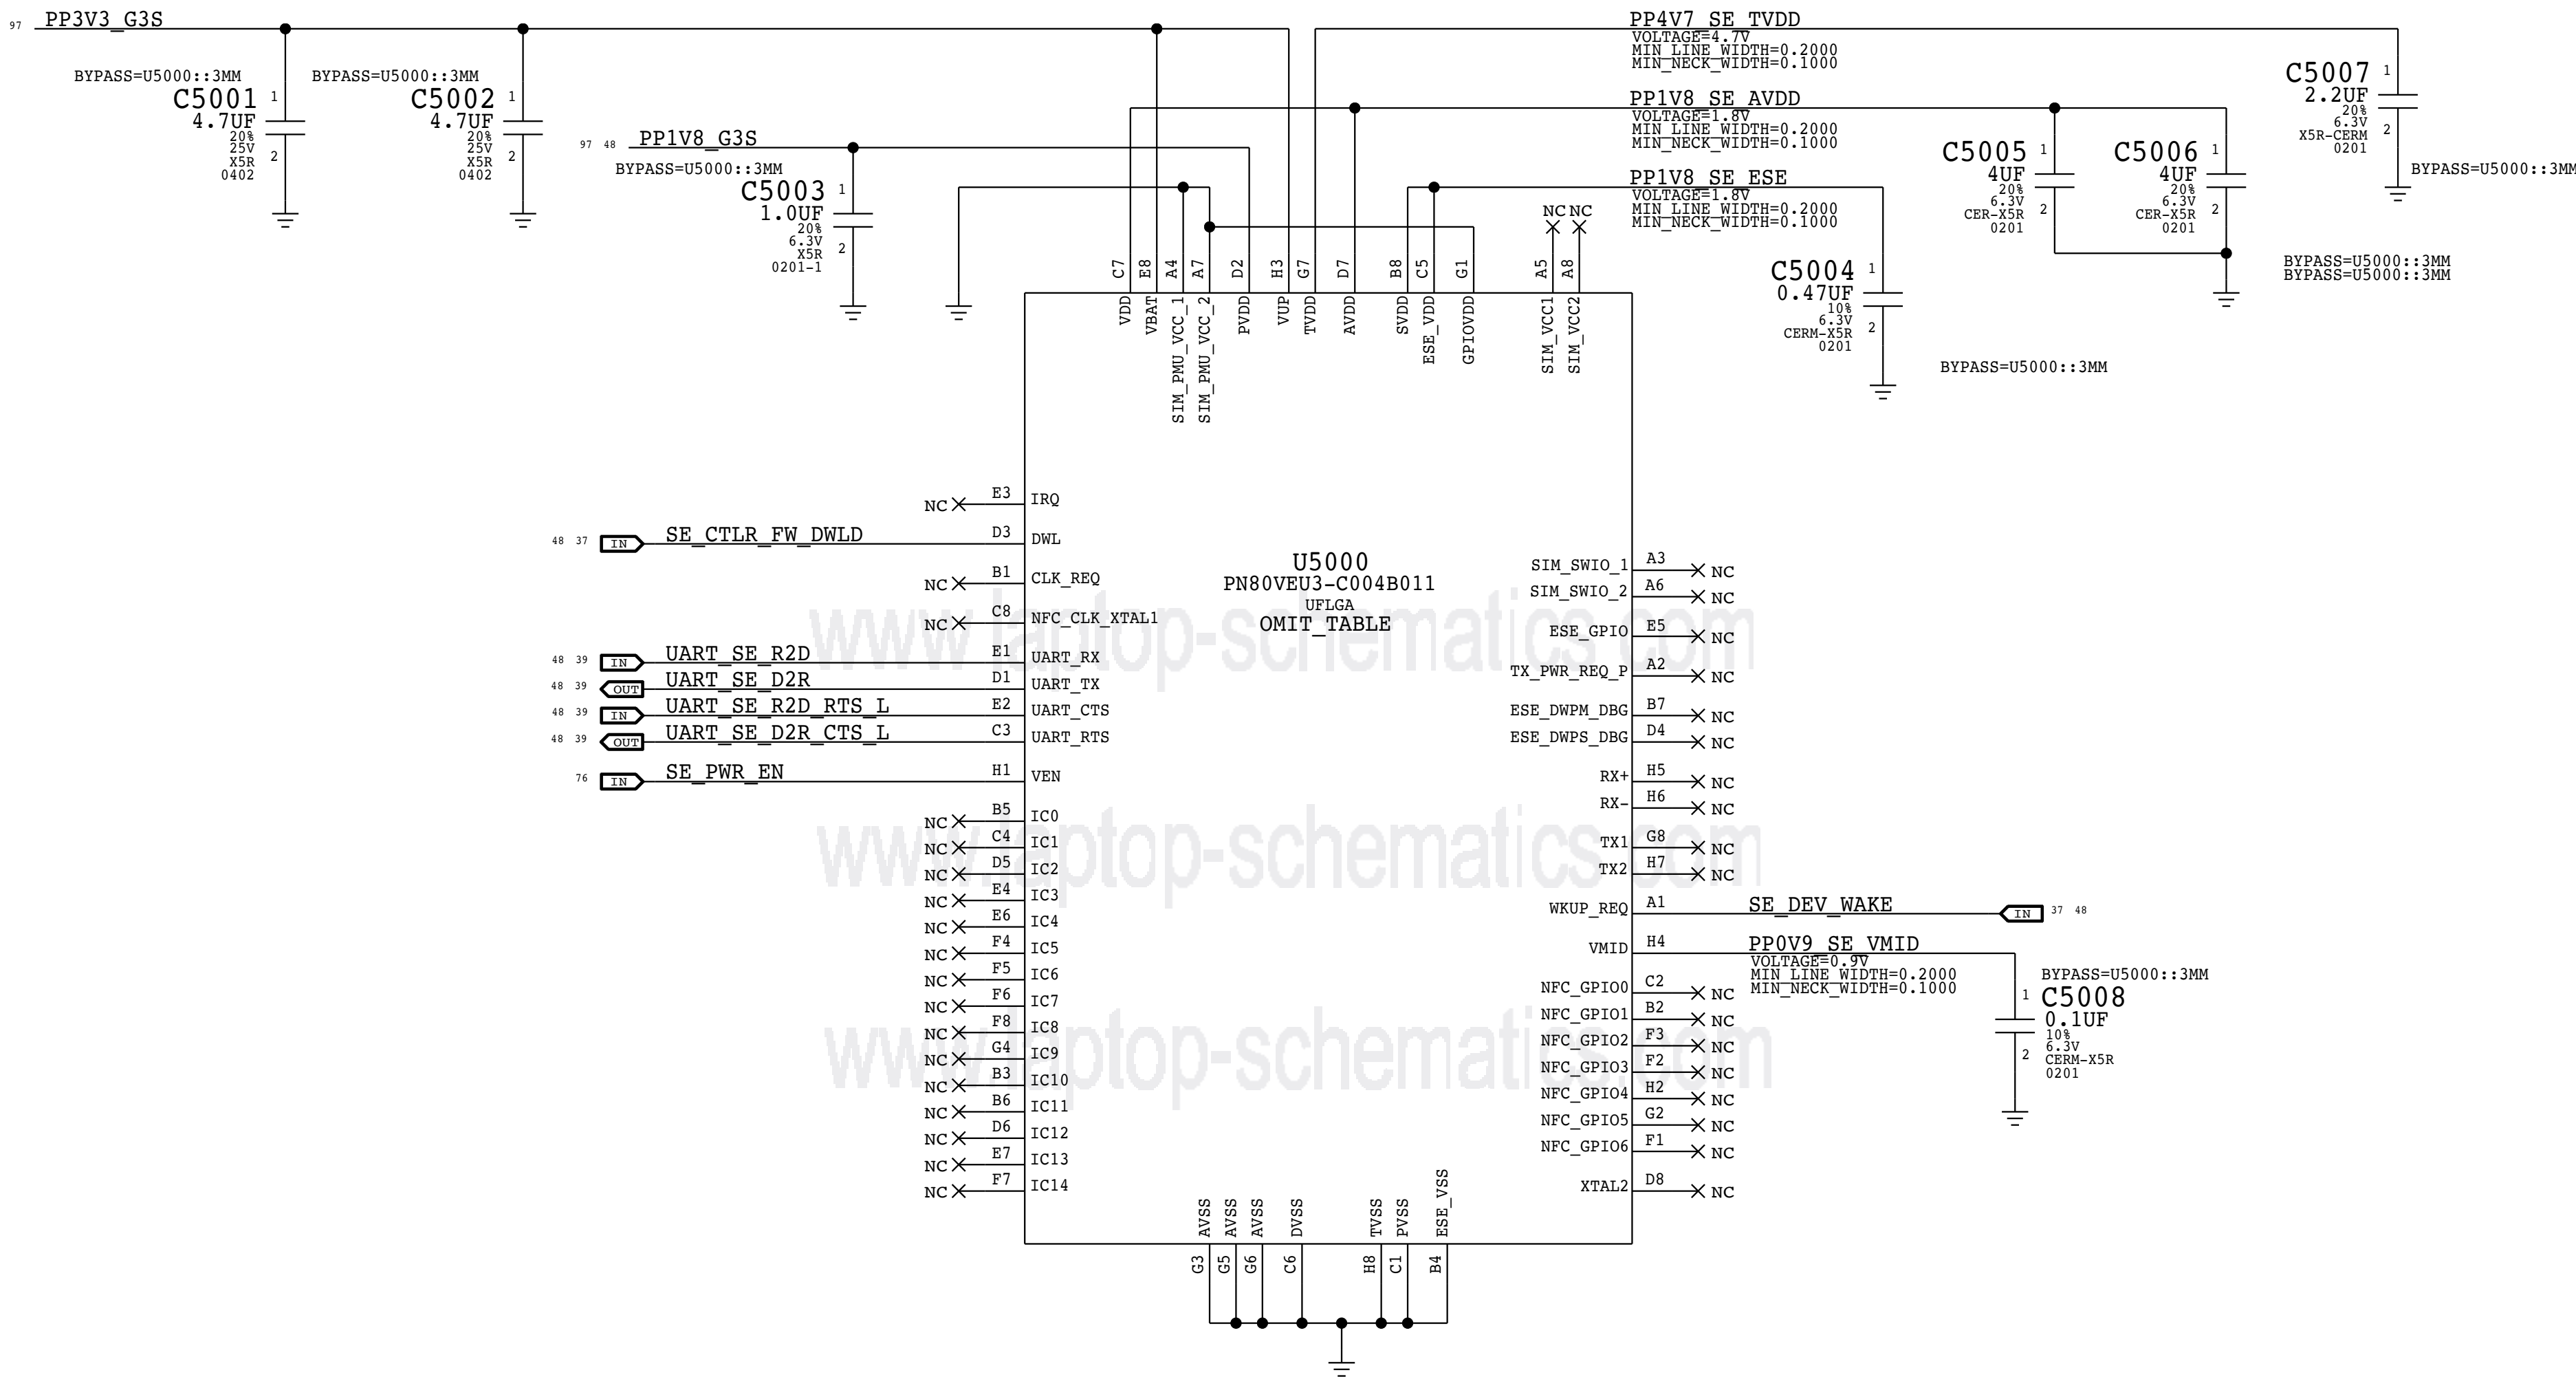 97 PP3V3_G3S
BYPASS=U5000::3MM
C5001 1
4.7UF
20%
25V
X5R 2
0402
BYPASS=U5000::3MM
C5002 1
4.7UF
20%
25V
X5R 2
0402
97 48 PP1V8_G3S
BYPASS=U5000::3MM
C5003 1
1.0UF
20%
6.3V
X5R 2
0201-1
PP4V7_SE_TVDD
VOLTAGE=4.7V
MIN_LINE_WIDTH=0.2000
MIN_NECK_WIDTH=0.1000
PP1V8_SE_AVDD
VOLTAGE=1.8V
MIN_LINE_WIDTH=0.2000
MIN_NECK_WIDTH=0.1000
PP1V8_SE_ESE
VOLTAGE=1.8V
MIN_LINE_WIDTH=0.2000
MIN_NECK_WIDTH=0.1000
C5007 1
2.2UF
20%
6.3V
X5R-CERM 2
0201
BYPASS=U5000::3MM
C5005 1
4UF
20%
6.3V
CER-X5R 2
0201
C5006 1
4UF
20%
6.3V
CER-X5R 2
0201
BYPASS=U5000::3MM
BYPASS=U5000::3MM
C5004 1
0.47UF
10%
6.3V
CERM-X5R 2
0201
BYPASS=U5000::3MM
NC NC
C7 E8 A4 A7 D2 H3 G7 D7 B8 C5 G1 A5 A8
VDD
VBAT
SIM_PMU_VCC_1
SIM_PMU_VCC_2
PVDD
VUP
TVDD
AVDD
SVDD
ESE_VDD
GPIOVDD
SIM_VCC1
SIM_VCC2
U5000
PN80VEU3-C004B011
UFLGA
OMIT_TABLE
NC E3 IRQ
48 37 IN SE_CTLR_FW_DWLD D3 DWL
NC B1 CLK_REQ
NC C8 NFC_CLK_XTAL1
48 39 IN UART_SE_R2D E1 UART_RX
48 39 OUT UART_SE_D2R D1 UART_TX
48 39 IN UART_SE_R2D_RTS_L E2 UART_CTS
48 39 OUT UART_SE_D2R_CTS_L C3 UART_RTS
76 IN SE_PWR_EN H1 VEN
NC B5 IC0
NC C4 IC1
NC D5 IC2
NC E4 IC3
NC E6 IC4
NC F4 IC5
NC F5 IC6
NC F6 IC7
NC F8 IC8
NC G4 IC9
NC B3 IC10
NC B6 IC11
NC D6 IC12
NC E7 IC13
NC F7 IC14
SIM_SWIO_1 A3 NC
SIM_SWIO_2 A6 NC
ESE_GPIO E5 NC
TX_PWR_REQ_P A2 NC
ESE_DWPM_DBG B7 NC
ESE_DWPS_DBG D4 NC
RX+ H5 NC
RX- H6 NC
TX1 G8 NC
TX2 H7 NC
WKUP_REQ A1 SE_DEV_WAKE IN 37 48
VMID H4 PP0V9_SE_VMID
VOLTAGE=0.9V
MIN_LINE_WIDTH=0.2000
MIN_NECK_WIDTH=0.1000
BYPASS=U5000::3MM
1 C5008
0.1UF
10%
6.3V
2 CERM-X5R
0201
NFC_GPIO0 C2 NC
NFC_GPIO1 B2 NC
NFC_GPIO2 F3 NC
NFC_GPIO3 F2 NC
NFC_GPIO4 H2 NC
NFC_GPIO5 G2 NC
NFC_GPIO6 F1 NC
XTAL2 D8 NC
AVSS AVSS AVSS DVSS TVSS PVSS ESE_VSS
G3 G5 G6 C6 H8 C1 B4
www.laptop-schematics.com
www.laptop-schematics.com
www.laptop-schematics.com